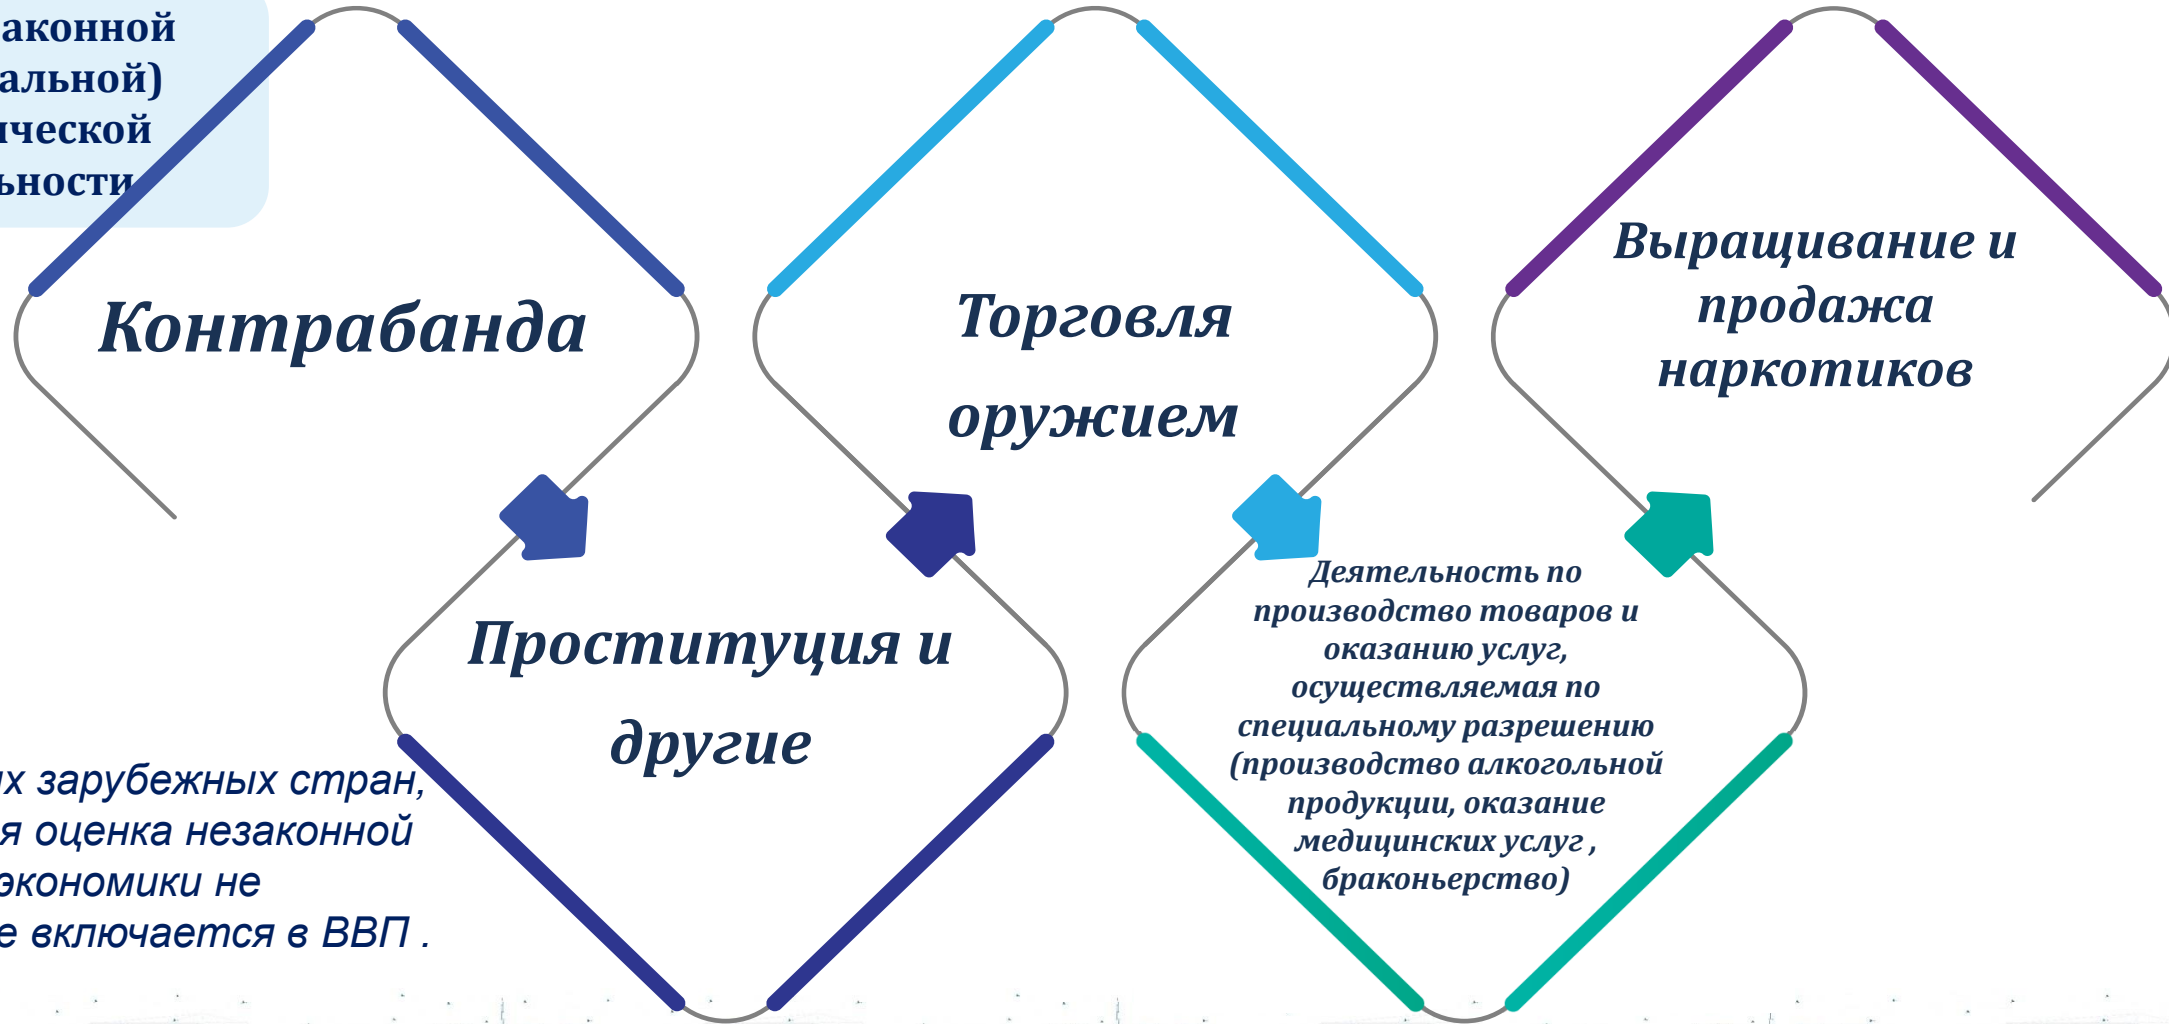 аконной
альной)
ической
ьности
Контрабанда
Торговля
оружием
Выращивание и
продажа
наркотиков
Проституция и
другие
Деятельность по
производство товаров и
оказанию услуг,
осуществляемая по
специальному разрешению
(производство алкогольной
продукции, оказание
медицинских услуг ,
браконьерство)
х зарубежных стран,
я оценка незаконной
экономики не
е включается в ВВП .